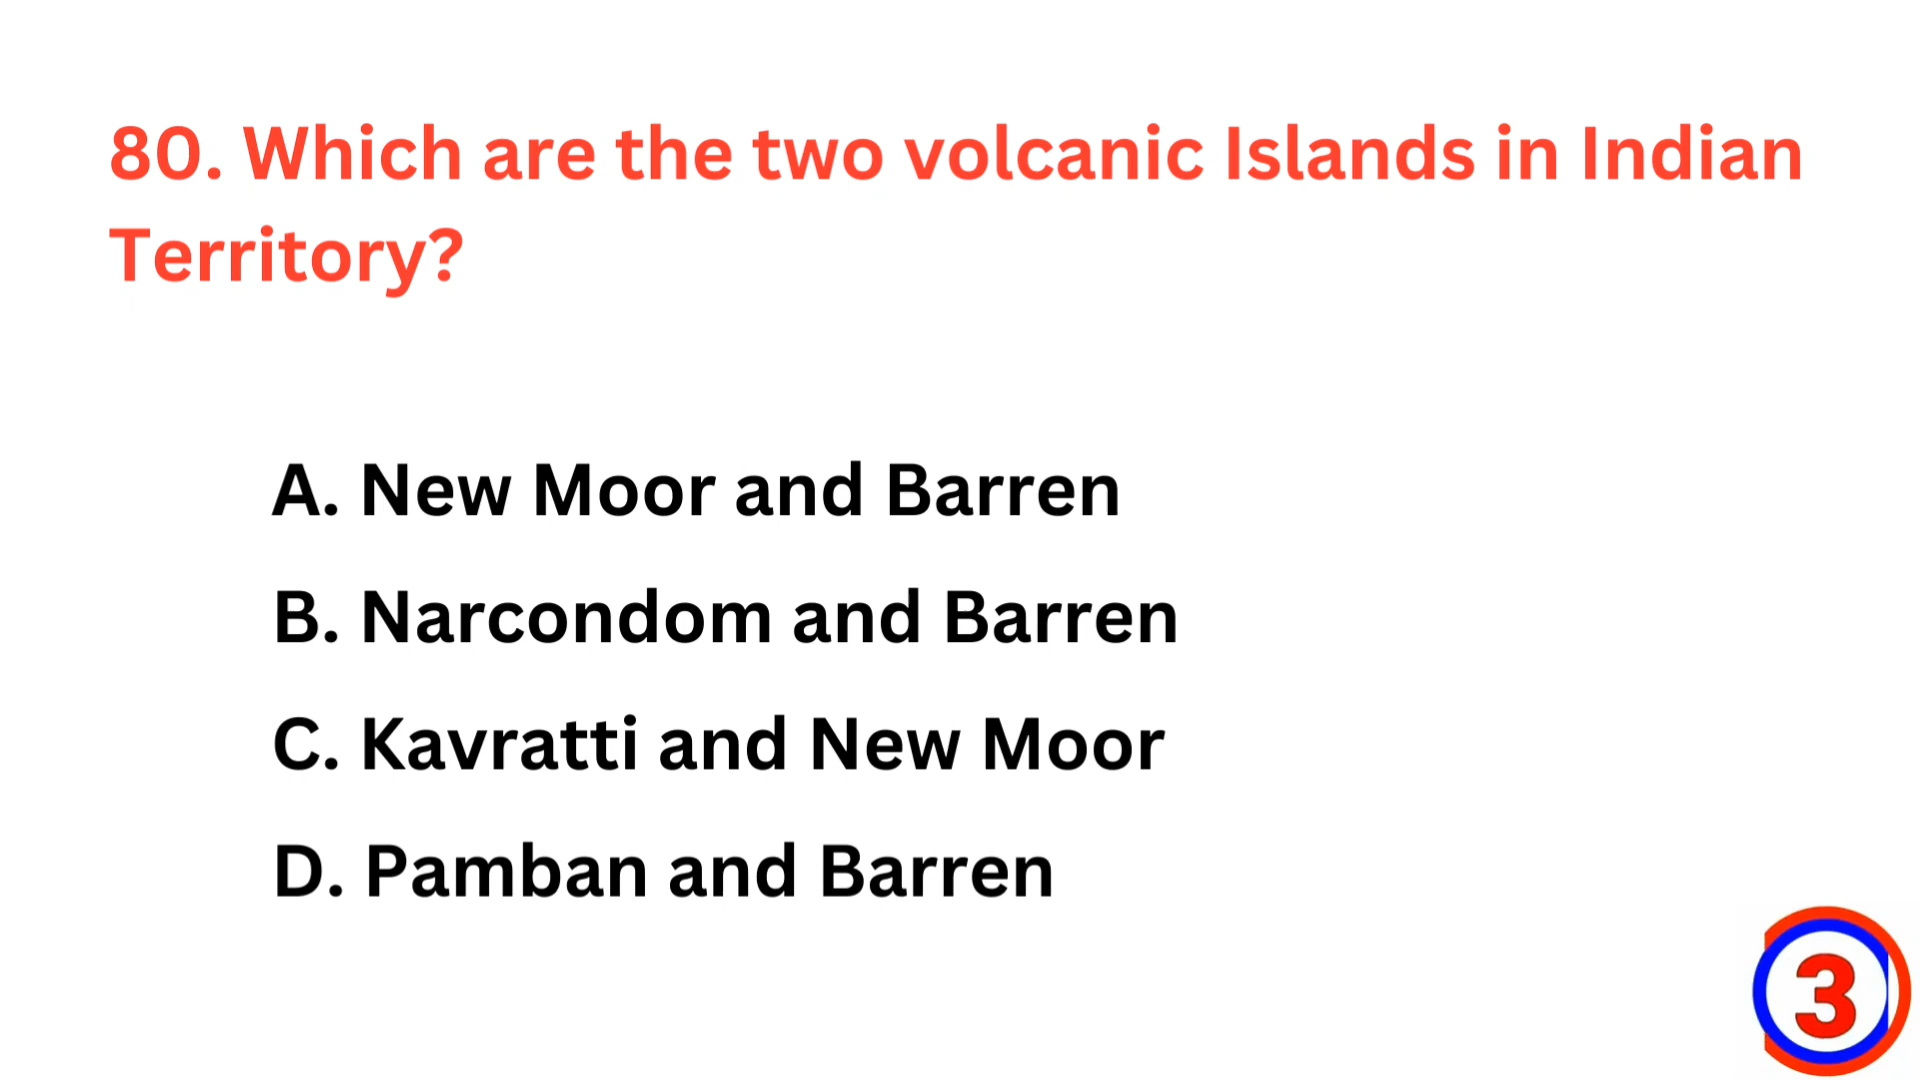 80. Which are the two volcanic Islands in Indian
Territory?
A. New Moor and Barren
B. Narcondom and Barren
C. Kavratti and New Moor
D. Pamban and Barren
3